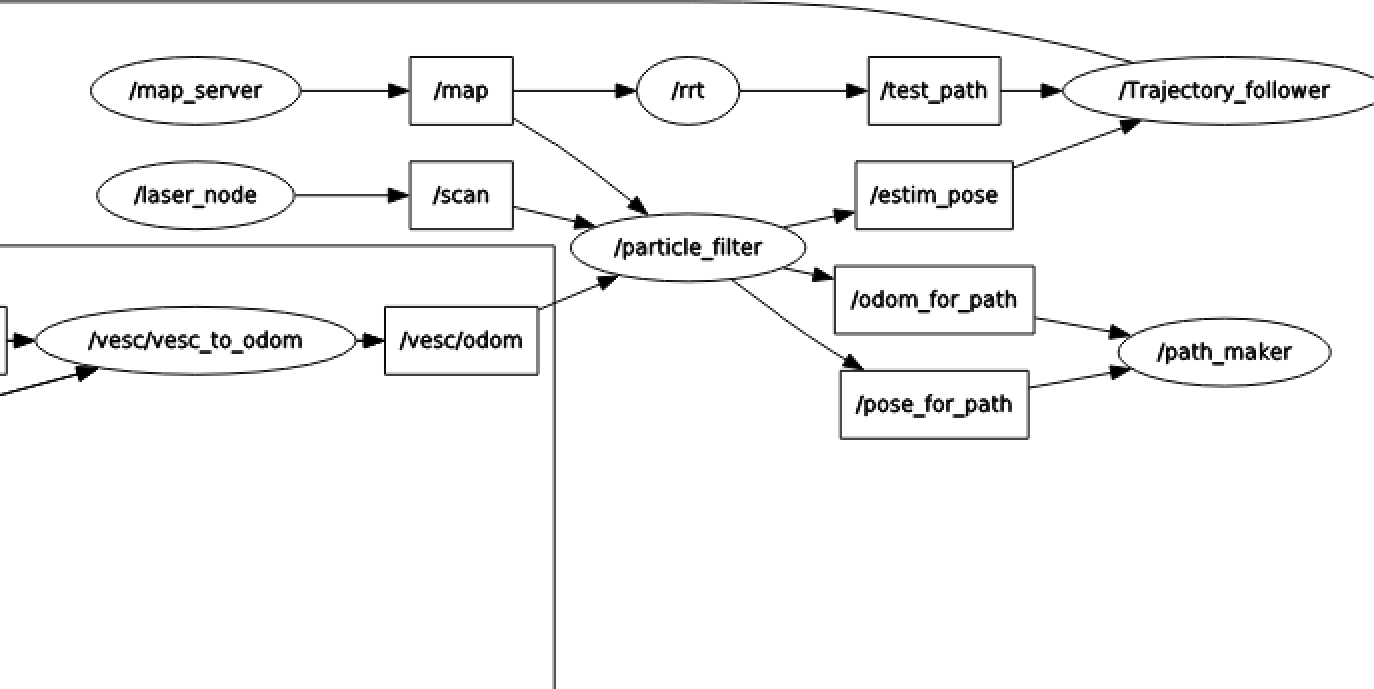 /map_server
/map
/rrt
/test_path
/Trajectory_follower
/laser_node
/scan
/estim_pose
/particle_filter
/odom_for_path
/vesc/vesc_to_odom
/vesc/odom
/path_maker
/pose_for_path